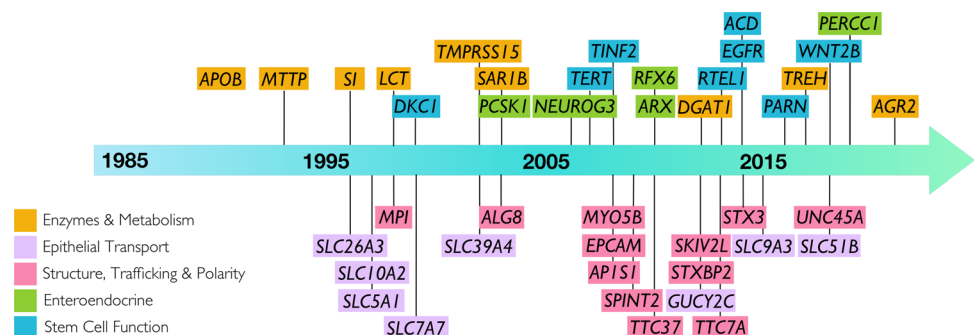 ACD
PERCC1
TMPRSS15
TINF2
EGFR
WNT2B
APOB
MTTP
SI
LCT
SAR1B
TERT
RFX6
RTEL1
TREH
DKC1
PCSK1
NEUROG3
ARX
DGAT1
PARN
AGR2
1985
1995
2005
2015
MPI
ALG8
MYO5B
STX3
UNC45A
Enzymes & Metabolism
SLC26A3
SLC39A4
EPCAM
SKIV2L
SLC9A3
SLC51B
Epithelial Transport
SLC10A2
AP1S1
STXBP2
Structure, Trafficking & Polarity
SLC5A1
SPINT2
GUCY2C
Enteroendocrine
SLC7A7
TTC37
TTC7A
Stem Cell Function